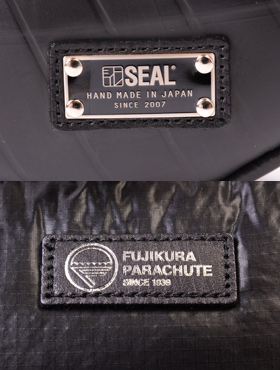 SEAL®
HAND MADE IN JAPAN
SINCE 2007
FUJIKURA
PARACHUTE
SINCE 1939